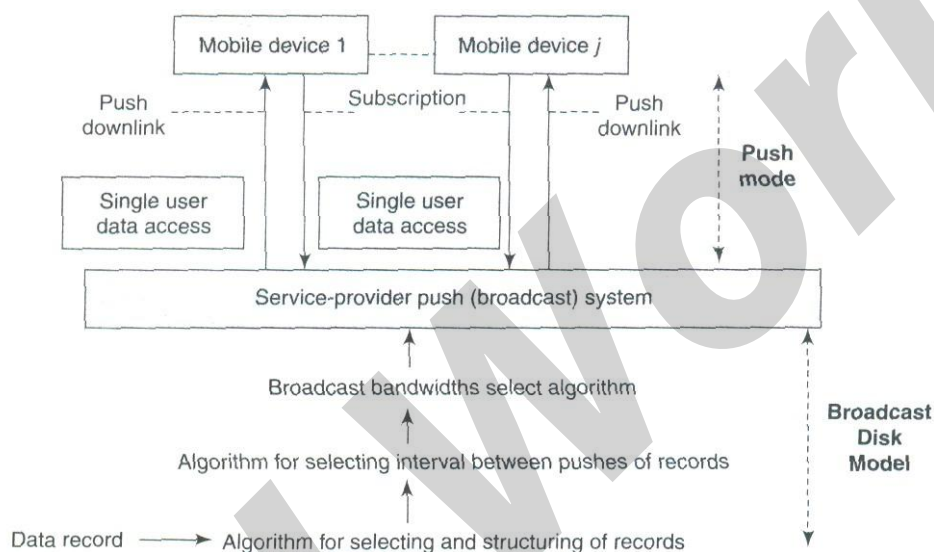 Mobile device 1
Mobile device j
Push
downlink
Subscription
Push
downlink
Push
mode
Single user
data access
Single user
data access
Service-provider push (broadcast) system
Broadcast bandwidths select algorithm
Broadcast
Disk
Model
Algorithm for selecting interval between pushes of records
Data record
Algorithm for selecting and structuring of records